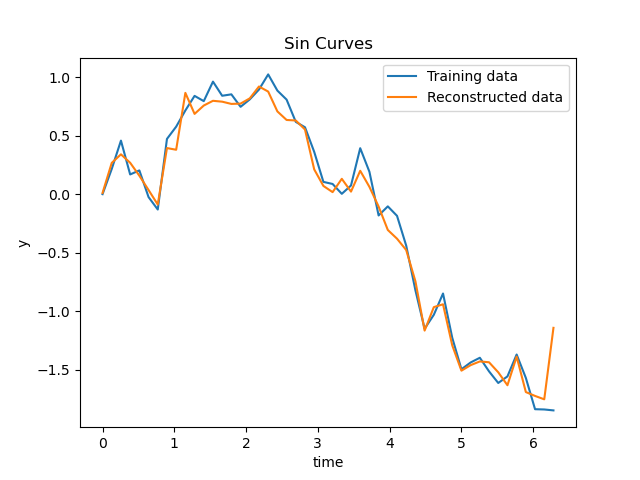 Sin Curves
Training data
Reconstructed data
1.0
0.5
0.0
−0.5
−1.0
−1.5
y
0 1 2 3 4 5 6
time